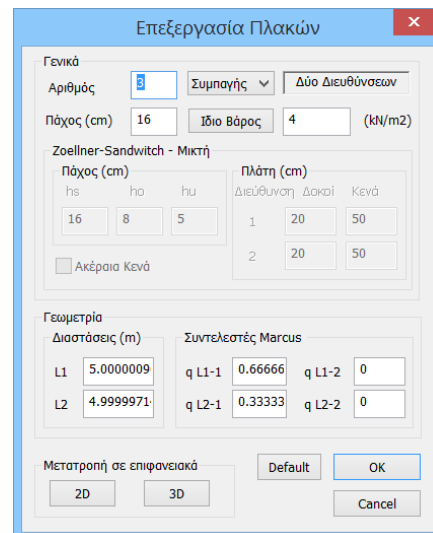 Επεξεργασία Πλακών
Γενικά
Αριθμός 3 Συμπαγής Δύο Διευθύνσεων
Πάχος (cm) 16 Ιδιο Βάρος 4 (kN/m2)
Zoellner-Sandwitch - Μικτή
Πάχος (cm) Πλάτη (cm)
hs ho hu Διεύθυνση Δοκοί Κενά
16 8 5 1 20 50
2 20 50
Ακέραια Κενά
Γεωμετρία
Διαστάσεις (m) Συντελεστές Marcus
L1 5.0000009 q L1-1 0.66666 q L1-2 0
L2 4.9999971 q L2-1 0.33333 q L2-2 0
Μετατροπή σε επιφανειακά Default OK
2D 3D Cancel